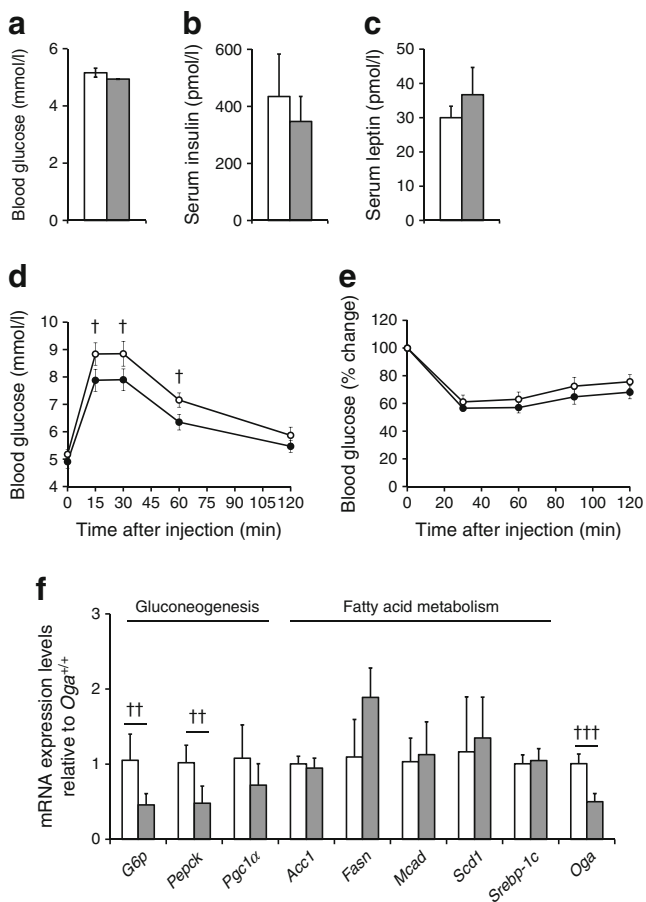 a
b
c
Blood glucose (mmol/l)
6
4
2
0
Serum insulin (pmol/l)
600
400
200
0
Serum leptin (pmol/l)
50
40
30
20
10
0
d
e
Blood glucose (mmol/l)
10
9
8
7
6
5
4
† † †
0 15 30 45 60 75 90 105 120
Time after injection (min)
Blood glucose (% change)
120
100
80
60
40
20
0
0 20 40 60 80 100 120
Time after injection (min)
f
mRNA expression levels
relative to Oga+/+
3
2
1
0
Gluconeogenesis Fatty acid metabolism
†† †† †††
G6p Pepck Pgc1α Acc1 Fasn Mcad Scd1 Srebp-1c Oga